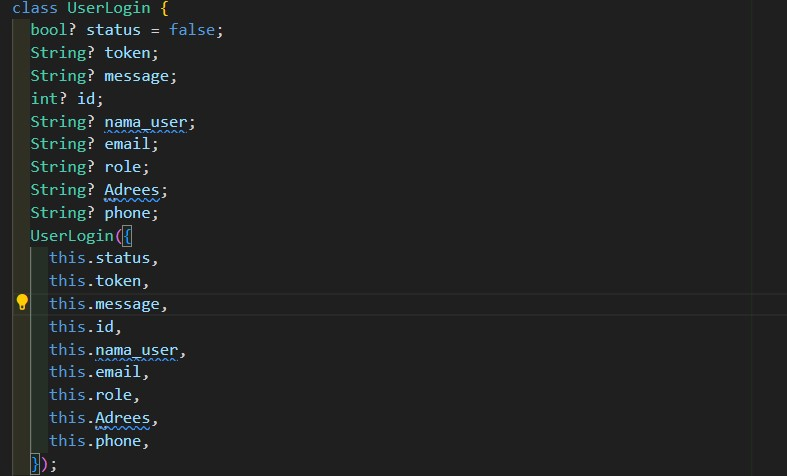 class UserLogin {
bool? status = false;
String? token;
String? message;
int? id;
String? nama_user;
String? email;
String? role;
String? Adrees;
String? phone;
UserLogin({
this.status,
this.token,
this.message,
this.id,
this.nama_user,
this.email,
this.role,
this.Adrees,
this.phone,
});